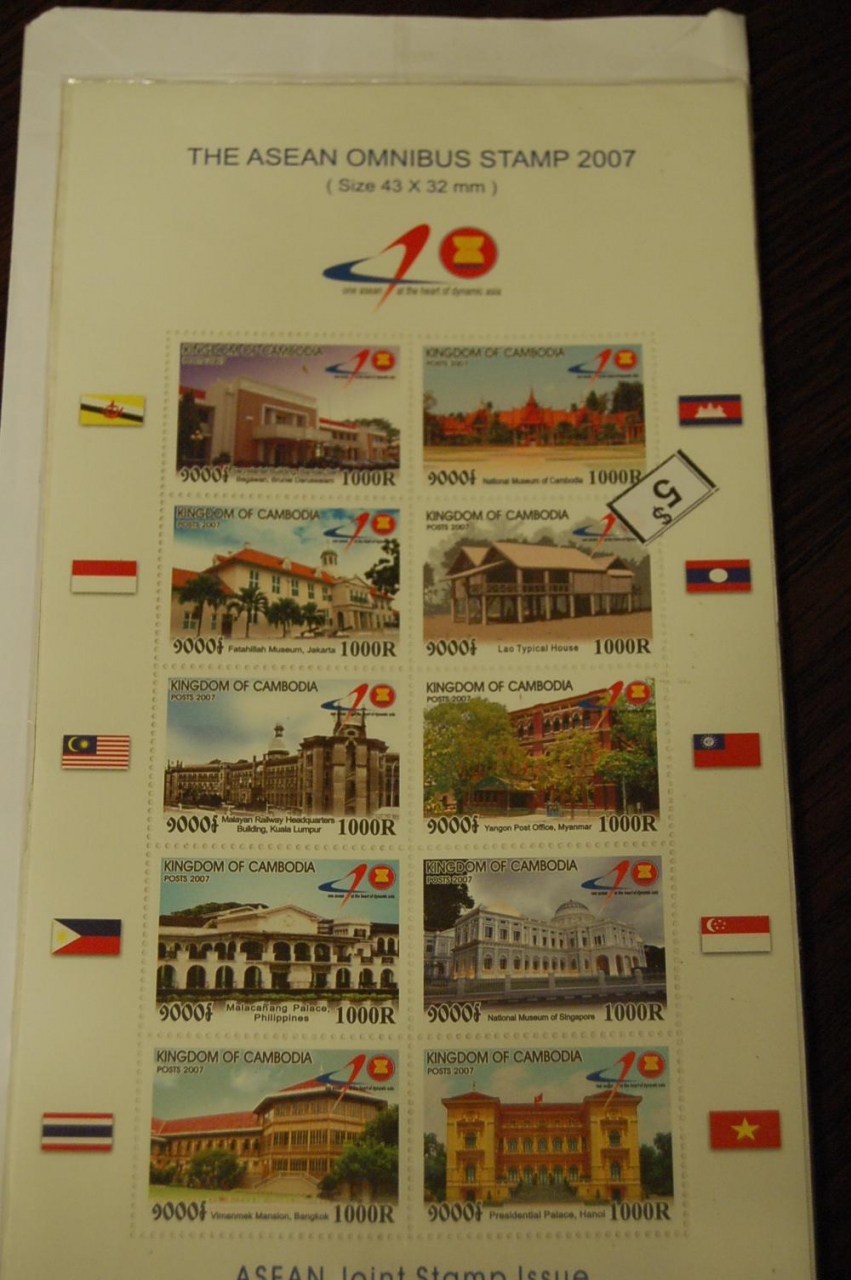 THE ASEAN OMNIBUS STAMP 2007
( Size 43 X 32 mm )
one asean at the heart of dynamic asia
KINGDOM OF CAMBODIA
POSTS 2007
Begawan, Brunei Darussalam
9000៛ 1000R
KINGDOM OF CAMBODIA
POSTS 2007
9000៛ National Museum of Cambodia 1000R
$5
KINGDOM OF CAMBODIA
POSTS 2007
9000៛ Fatahillah Museum, Jakarta 1000R
KINGDOM OF CAMBODIA
POSTS 2007
9000៛ Lao Typical House 1000R
KINGDOM OF CAMBODIA
POSTS 2007
Malayan Railway Headquarters
9000៛ Building, Kuala Lumpur 1000R
KINGDOM OF CAMBODIA
POSTS 2007
9000៛ Yangon Post Office, Myanmar 1000R
KINGDOM OF CAMBODIA
POSTS 2007
Malacañang Palace,
9000៛ Philippines 1000R
KINGDOM OF CAMBODIA
POSTS 2007
9000៛ National Museum of Singapore 1000R
KINGDOM OF CAMBODIA
POSTS 2007
9000៛ Vimanmek Mansion, Bangkok 1000R
KINGDOM OF CAMBODIA
POSTS 2007
9000៛ Presidential Palace, Hanoi 1000R
ASEAN Joint Stamp Issue